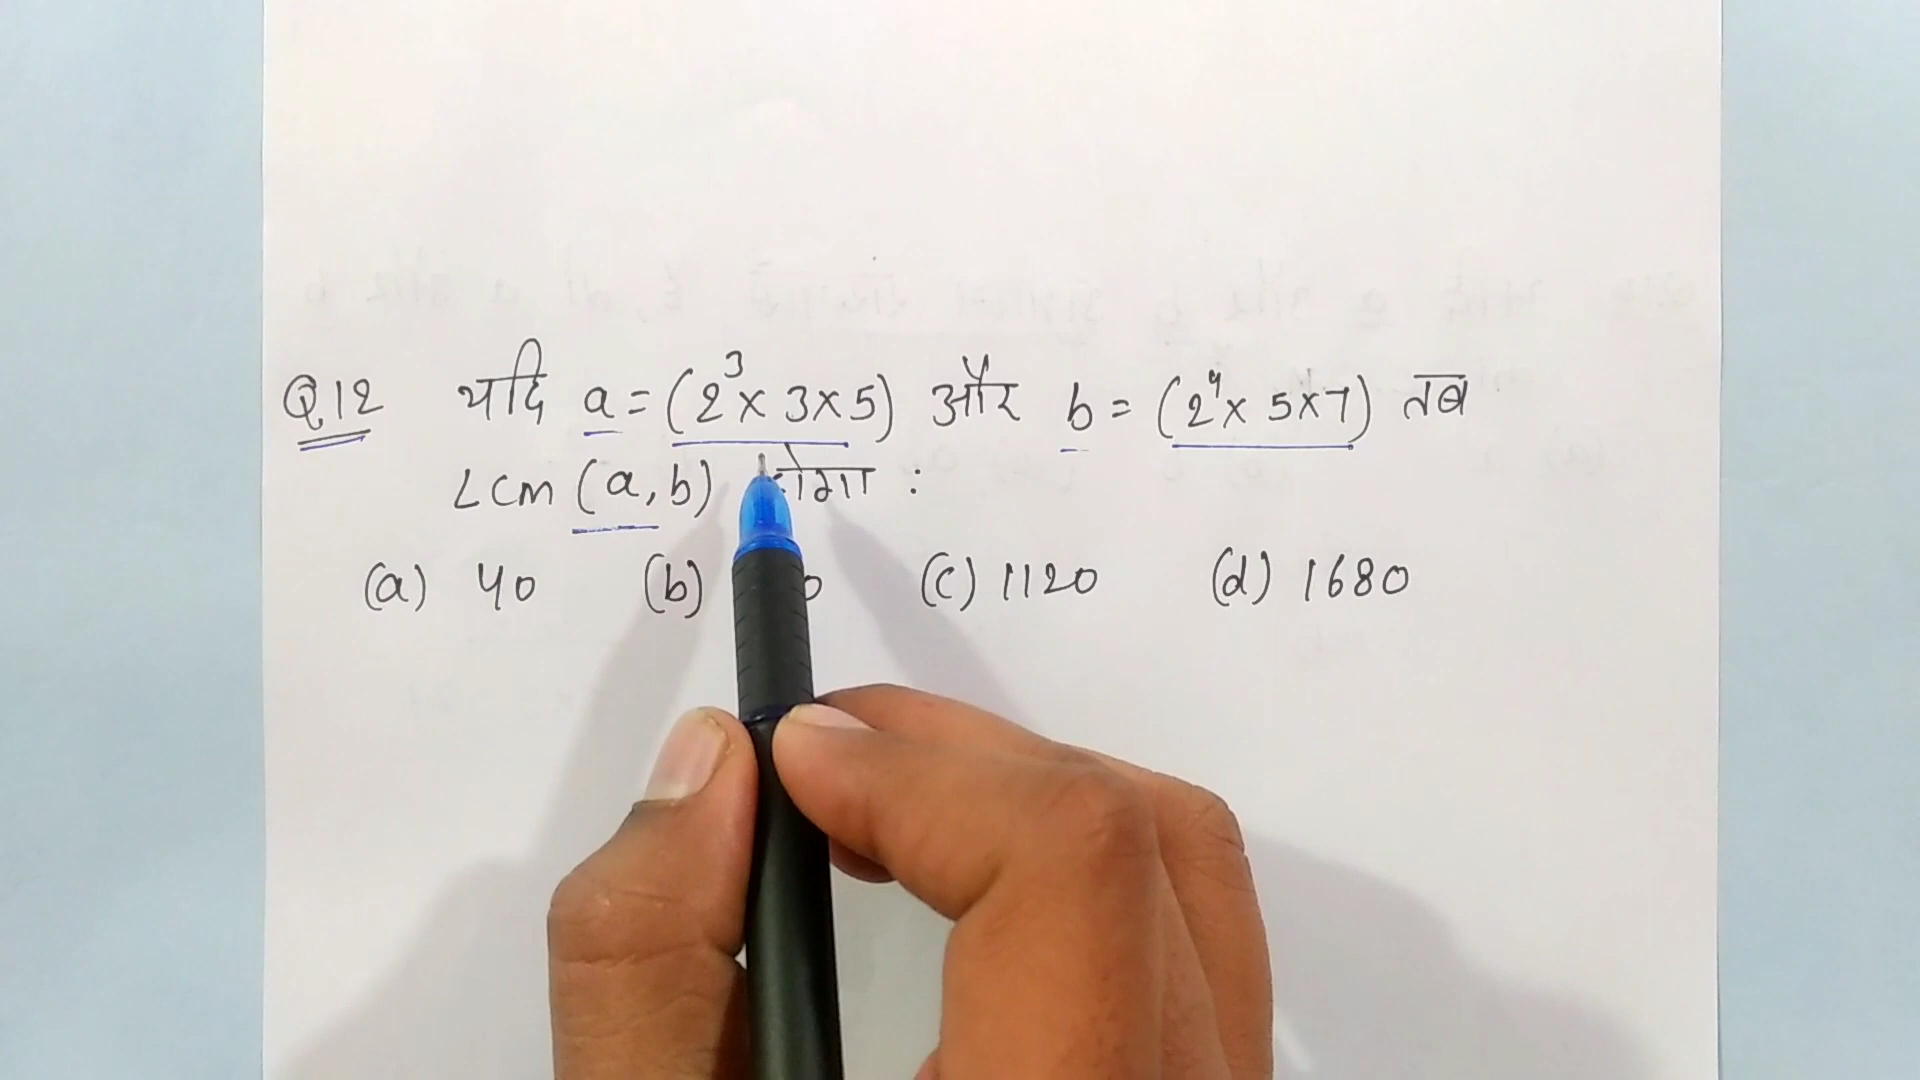 Q.12 यदि a = (2³ x 3 x 5) और b = (2⁴ x 5 x 7) तब
LCM (a, b) :
(a) 40 (b) (c) 1120 (d) 1680